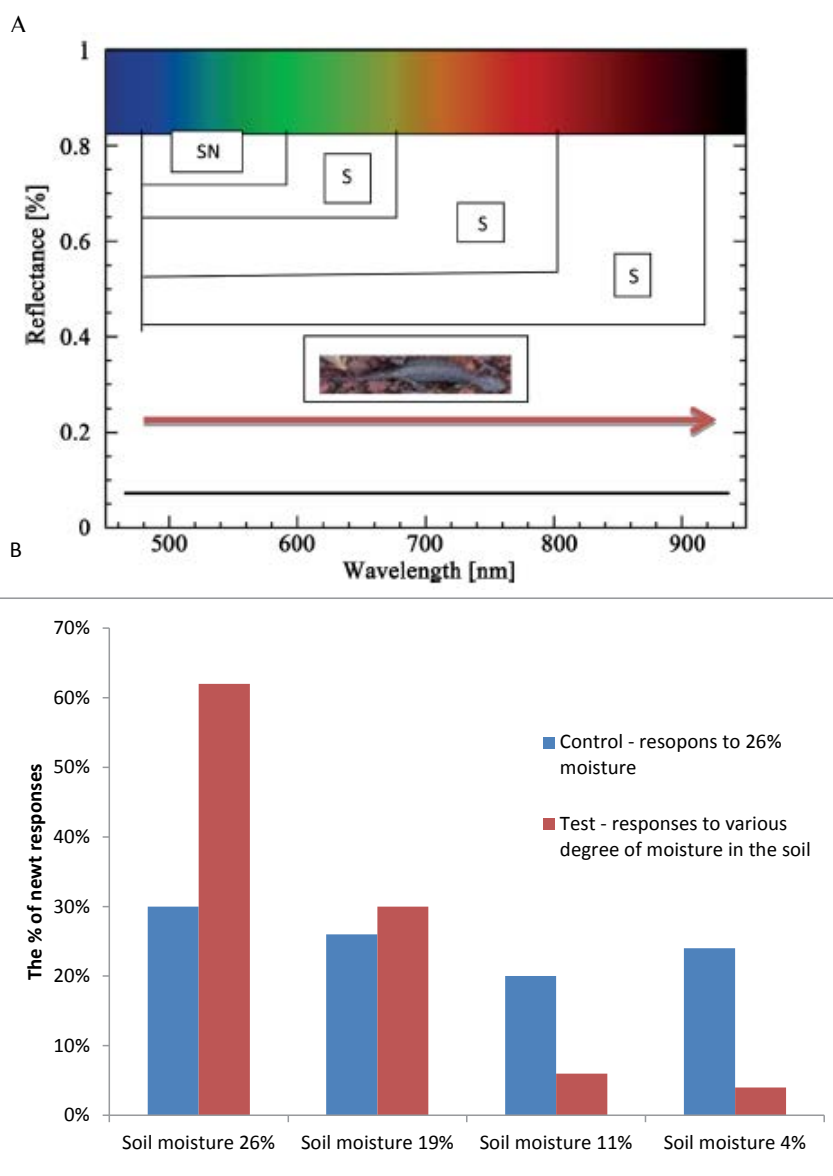 A
1
0.8
0.6
0.4
0.2
0
Reflectance [%]
SN
S
S
S
500 600 700 800 900
Wavelength [nm]
B
70%
60%
50%
40%
30%
20%
10%
0%
The % of newt responses
Control - resopons to 26%
moisture
Test - responses to various
degree of moisture in the soil
Soil moisture 26% Soil moisture 19% Soil moisture 11% Soil moisture 4%